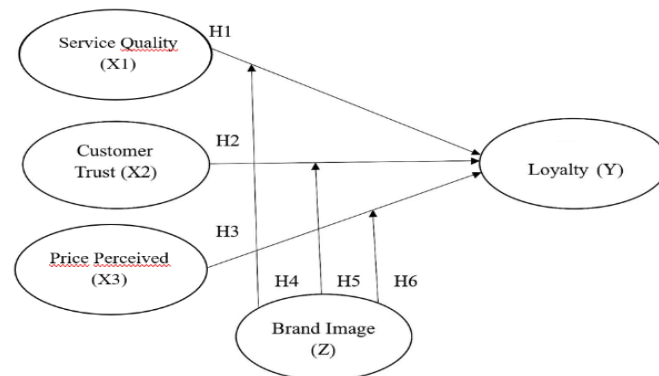 H1
Service Quality
(X1)
H2
Customer
Trust (X2)
Loyalty (Y)
H3
Price Perceived
(X3)
H4
H5
H6
Brand Image
(Z)